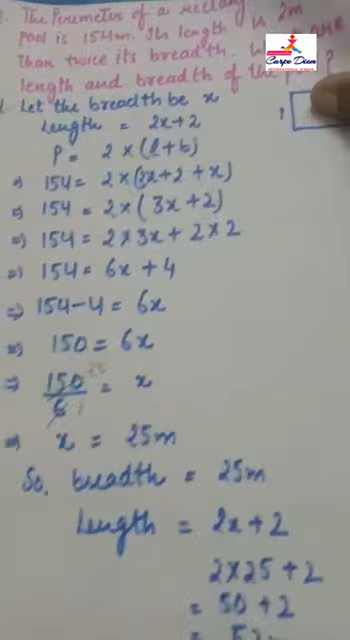 The Perimeter of a rectang
pool is 154m. Its length is 2m
than twice its breadth.
length and breadth of the ?
Carpe Diem
Let the breadth be x
Length = 2x+2
P = 2 × (l+b)
⇒ 154 = 2 × (2x+2 + x)
⇒ 154 = 2 × (3x+2)
⇒ 154 = 2×3x + 2×2
⇒ 154 = 6x + 4
⇒ 154-4 = 6x
⇒ 150 = 6x
⇒ 150/6 = x
⇒ x = 25m
So, breadth = 25m
length = 2x+2
2×25+2
= 50+2